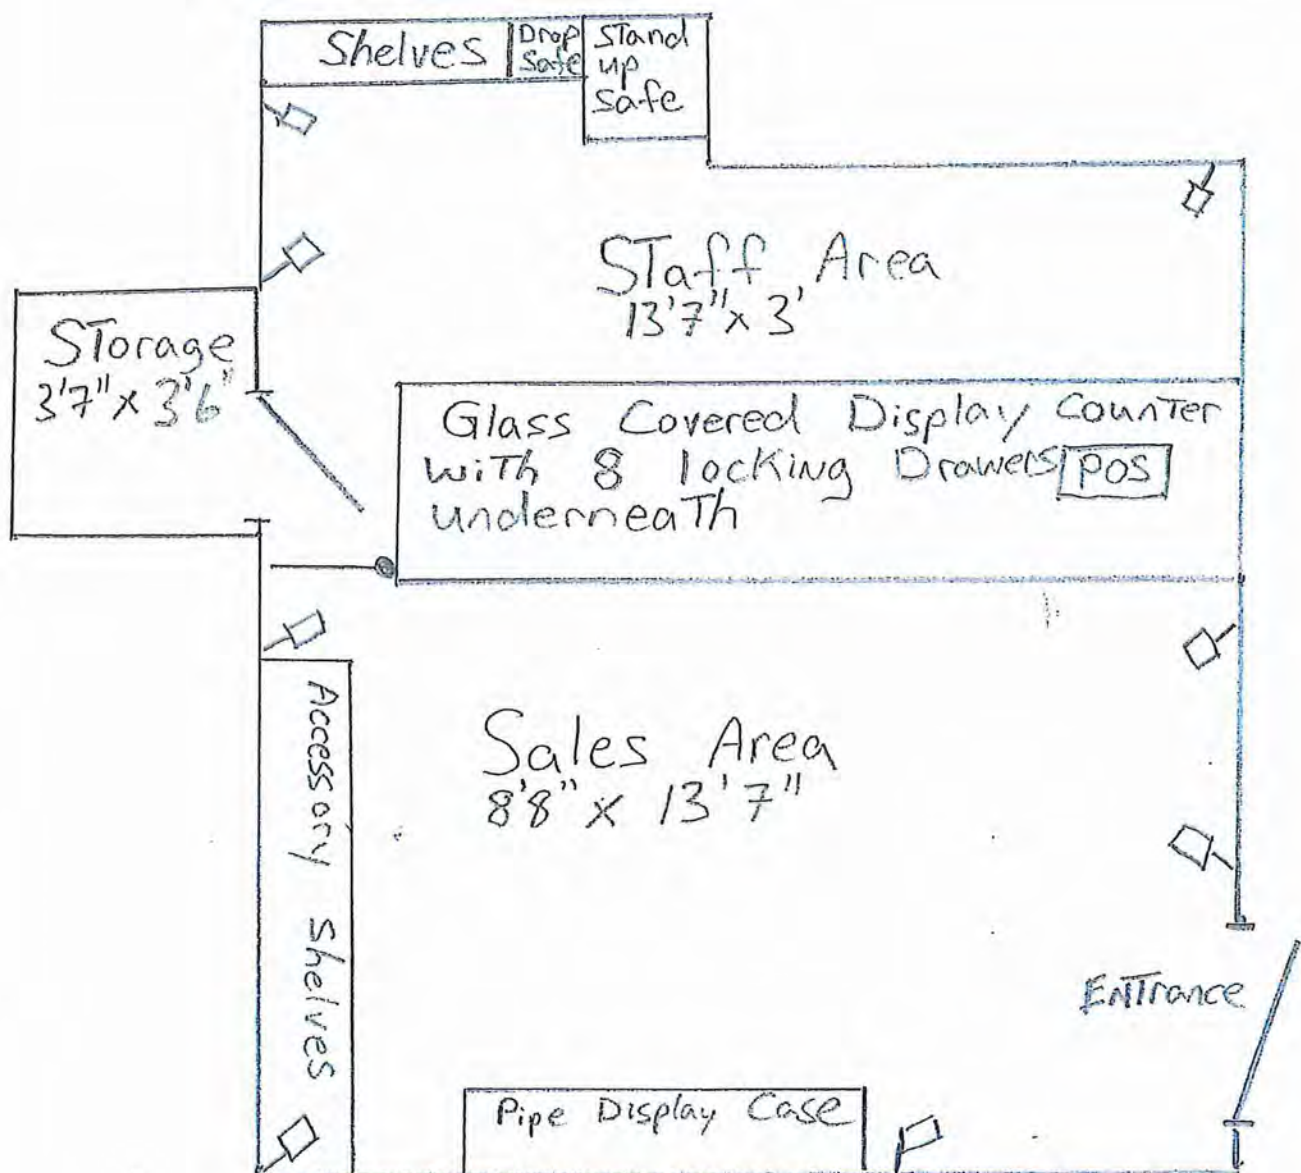 Shelves
Drop
Safe
STand
up
Safe
STaff Area
13'7" x 3'
STorage
3'7" x 3'6"
Glass Covered Display CounTer
wiTh 8 locKing Drawers
POS
underneaTh
Accessory Shelves
Sales Area
8'8" x 13'7"
ENTrance
Pipe Display Case